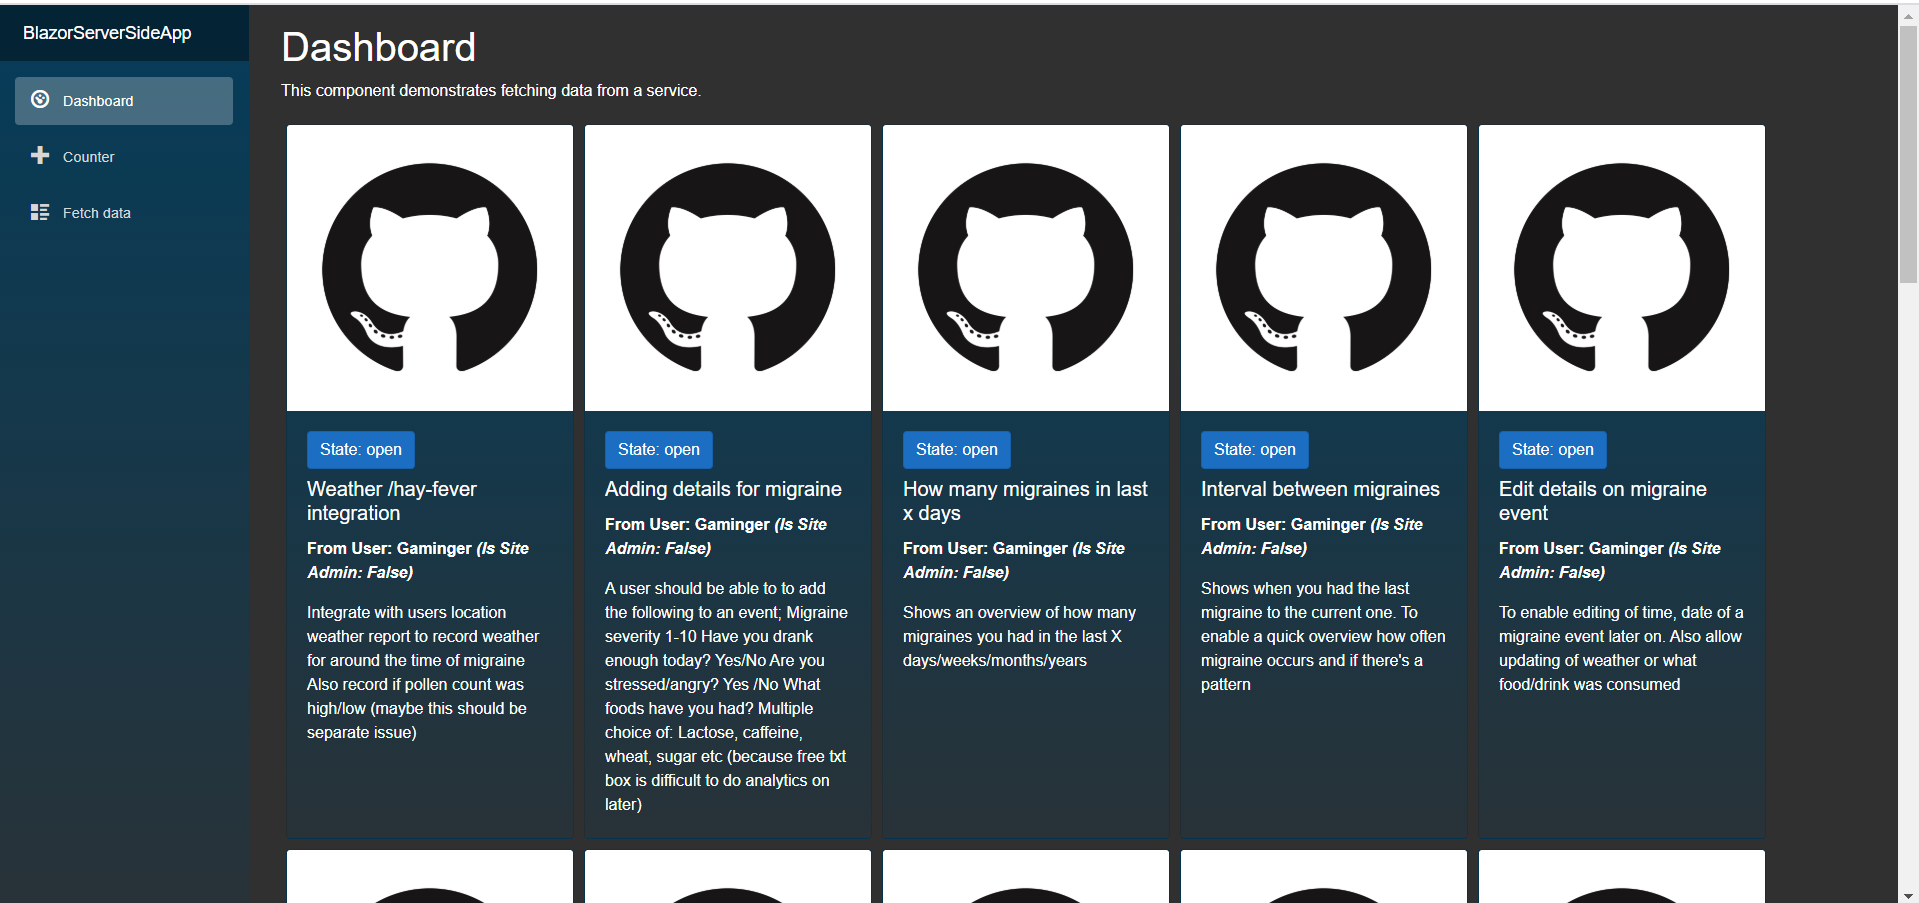 BlazorServerSideApp
Dashboard
Counter
Fetch data
Dashboard
This component demonstrates fetching data from a service.
State: open
Weather /hay-fever
integration
From User: Gaminger (Is Site
Admin: False)
Integrate with users location
weather report to record weather
for around the time of migraine
Also record if pollen count was
high/low (maybe this should be
separate issue)
State: open
Adding details for migraine
From User: Gaminger (Is Site
Admin: False)
A user should be able to to add
the following to an event; Migraine
severity 1-10 Have you drank
enough today? Yes/No Are you
stressed/angry? Yes /No What
foods have you had? Multiple
choice of: Lactose, caffeine,
wheat, sugar etc (because free txt
box is difficult to do analytics on
later)
State: open
How many migraines in last
x days
From User: Gaminger (Is Site
Admin: False)
Shows an overview of how many
migraines you had in the last X
days/weeks/months/years
State: open
Interval between migraines
From User: Gaminger (Is Site
Admin: False)
Shows when you had the last
migraine to the current one. To
enable a quick overview how often
migraine occurs and if there's a
pattern
State: open
Edit details on migraine
event
From User: Gaminger (Is Site
Admin: False)
To enable editing of time, date of a
migraine event later on. Also allow
updating of weather or what
food/drink was consumed